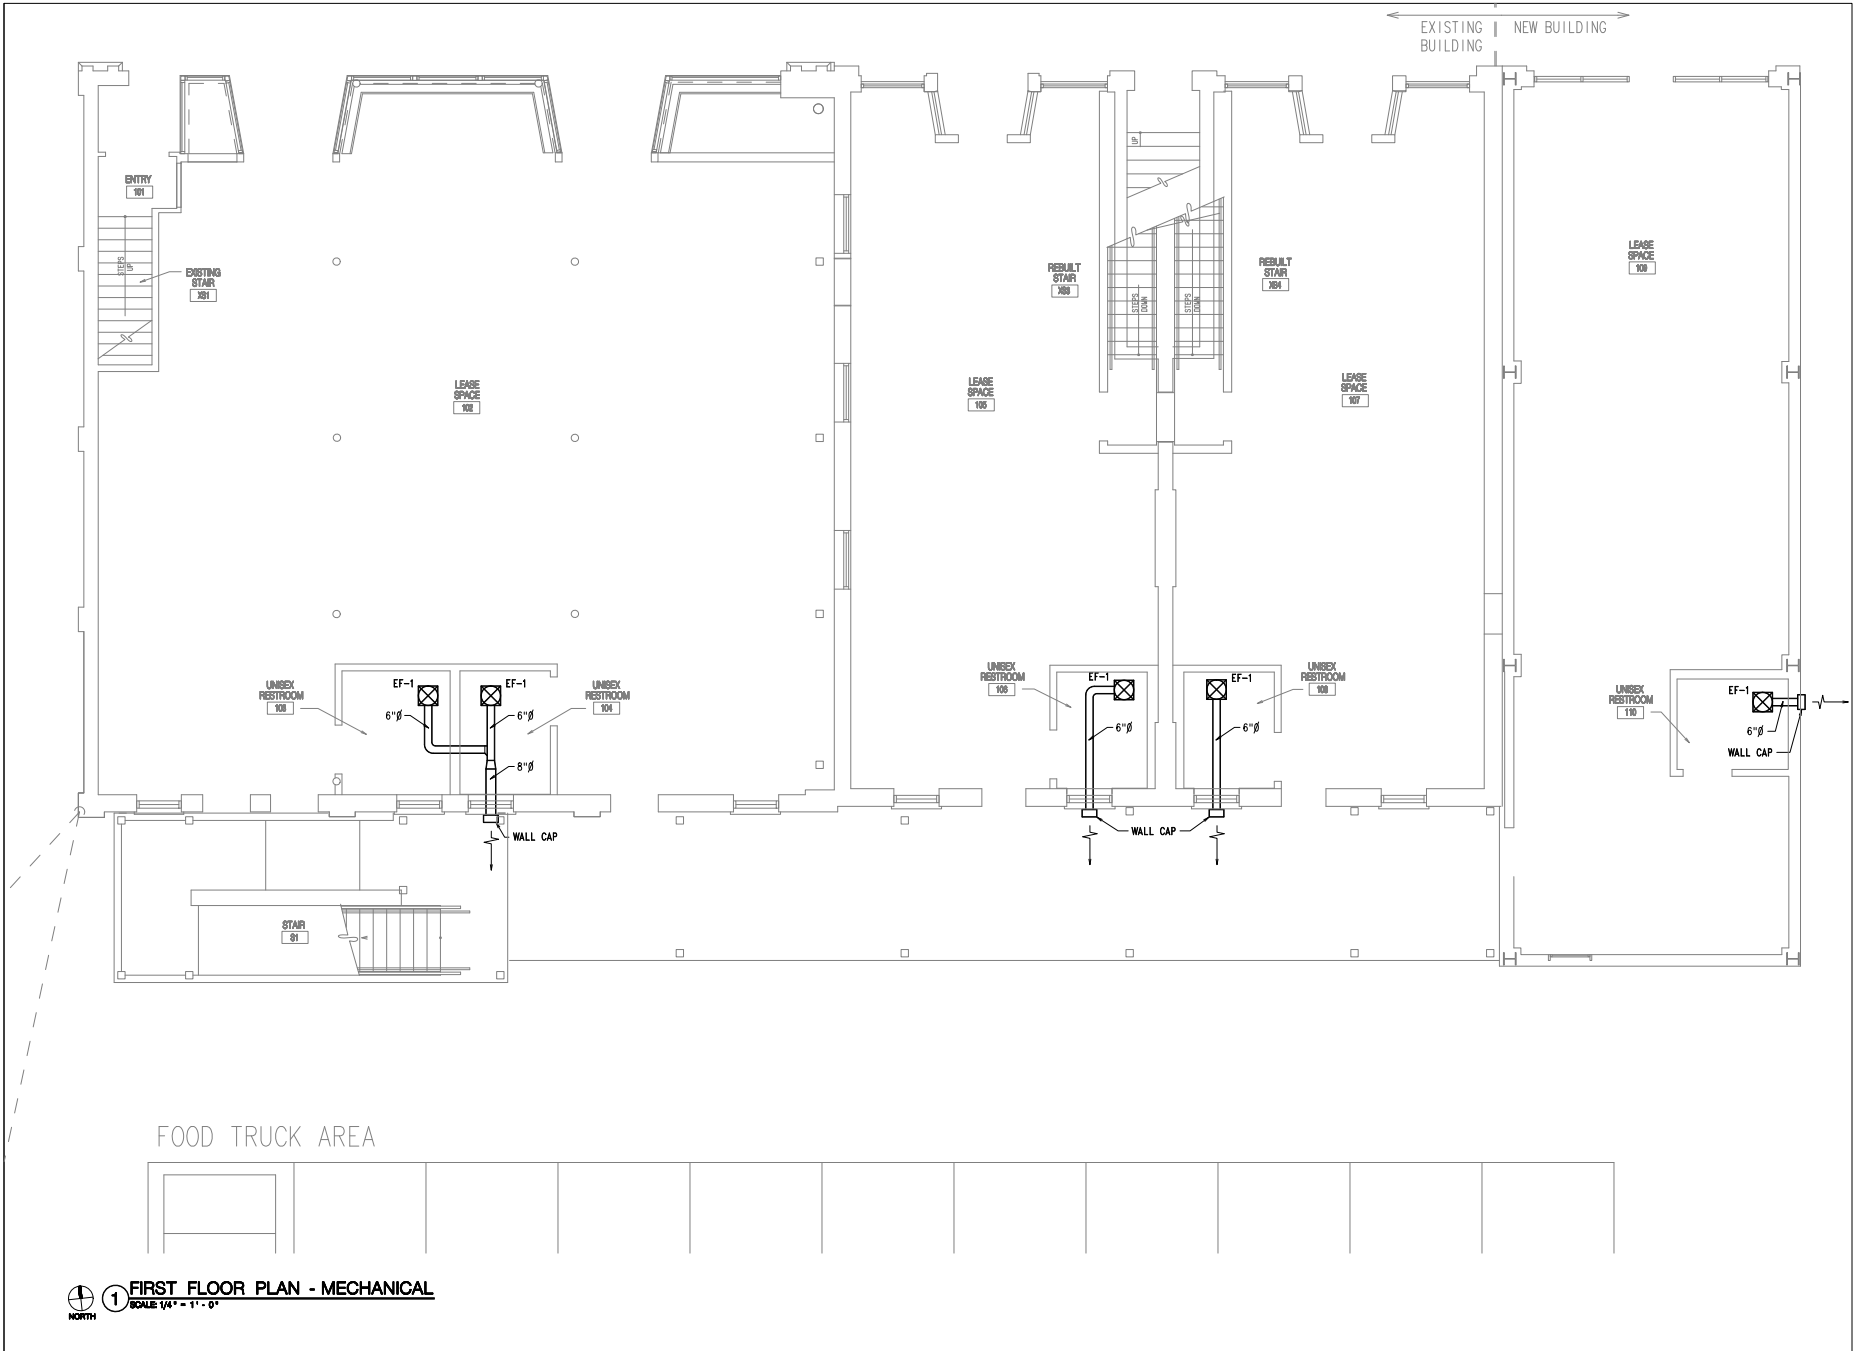 EXISTING
BUILDING
NEW BUILDING
ENTRY
101
UP
STEPS
UP
EXISTING
STAIR
XS1
LEASE
SPACE
109
REBUILT
STAIR
XS3
REBUILT
STAIR
XS4
STEPS
DOWN
STEPS
DOWN
LEASE
SPACE
102
LEASE
SPACE
105
LEASE
SPACE
107
UNISEX
RESTROOM
103
EF-1
EF-1
UNISEX
RESTROOM
104
6"Ø
6"Ø
8"Ø
WALL CAP
UNISEX
RESTROOM
106
EF-1
EF-1
UNISEX
RESTROOM
108
6"Ø
6"Ø
WALL CAP
UNISEX
RESTROOM
110
EF-1
6"Ø
WALL CAP
STAIR
S1
FOOD TRUCK AREA
NORTH
1
FIRST FLOOR PLAN - MECHANICAL
SCALE: 1/4" = 1' - 0"